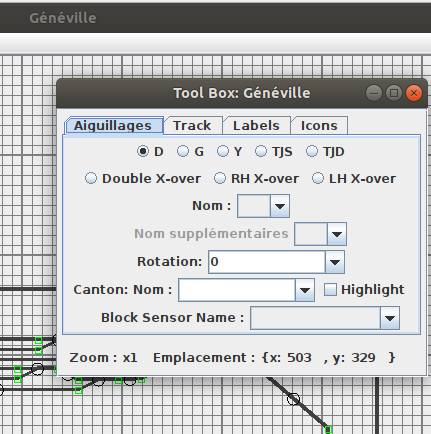 Généville
Tool Box: Généville
Aiguillages Track Labels Icons
D G Y TJS TJD
Double X-over RH X-over LH X-over
Nom :
Nom supplémentaires
Rotation: 0
Canton: Nom : Highlight
Block Sensor Name :
Zoom : x1 Emplacement : {x: 503 , y: 329 }